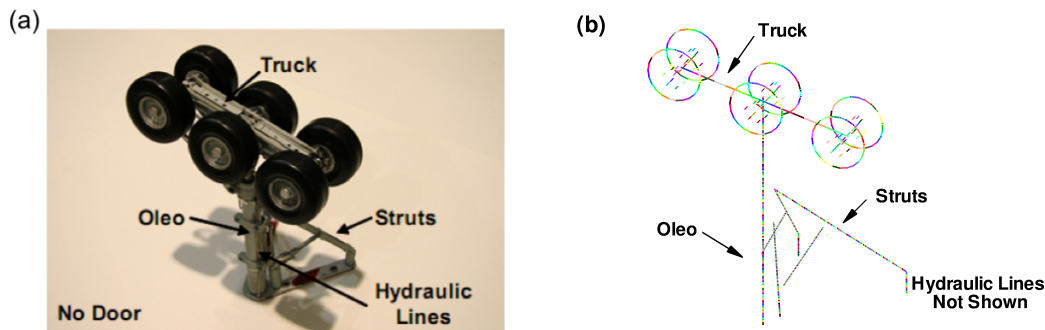 (a)
Truck
Oleo
Struts
Hydraulic
Lines
No Door
(b)
Truck
Struts
Oleo
Hydraulic Lines
Not Shown